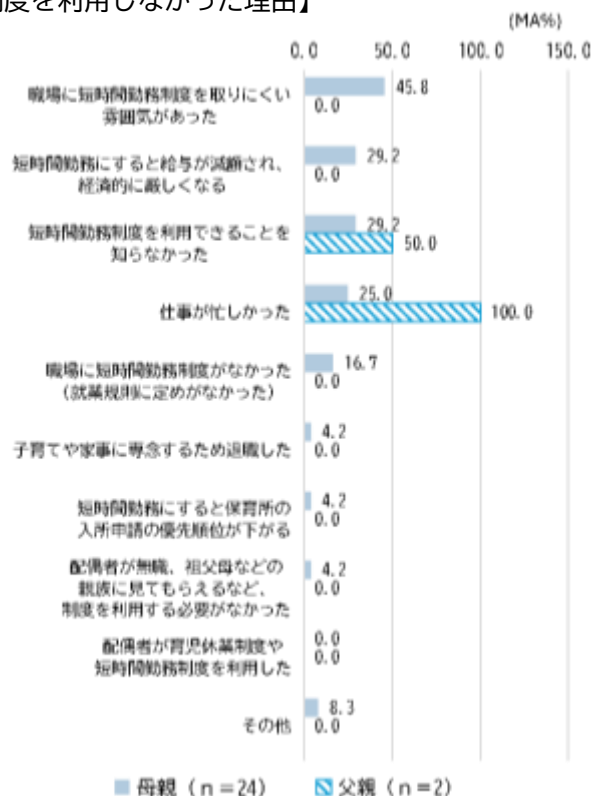 制度を利用しなかった理由】
(MA%)
0.0 50.0 100.0 150.0
職場に短時間勤務制度を取りにくい
雰囲気があった
45.8
0.0
短時間勤務にすると給与が減額され、
経済的に厳しくなる
29.2
0.0
短時間勤務制度を利用できることを
知らなかった
29.2
50.0
仕事が忙しかった
25.0
100.0
職場に短時間勤務制度がなかった
(就業規則に定めがなかった)
16.7
0.0
子育てや家事に専念するため退職した
4.2
0.0
短時間勤務にすると保育所の
入所申請の優先順位が下がる
4.2
0.0
配偶者が無職、祖父母などの
親族に見てもらえるなど、
制度を利用する必要がなかった
4.2
0.0
配偶者が育児休業制度や
短時間勤務制度を利用した
0.0
0.0
その他
8.3
0.0
母親(n=24) 父親(n=2)